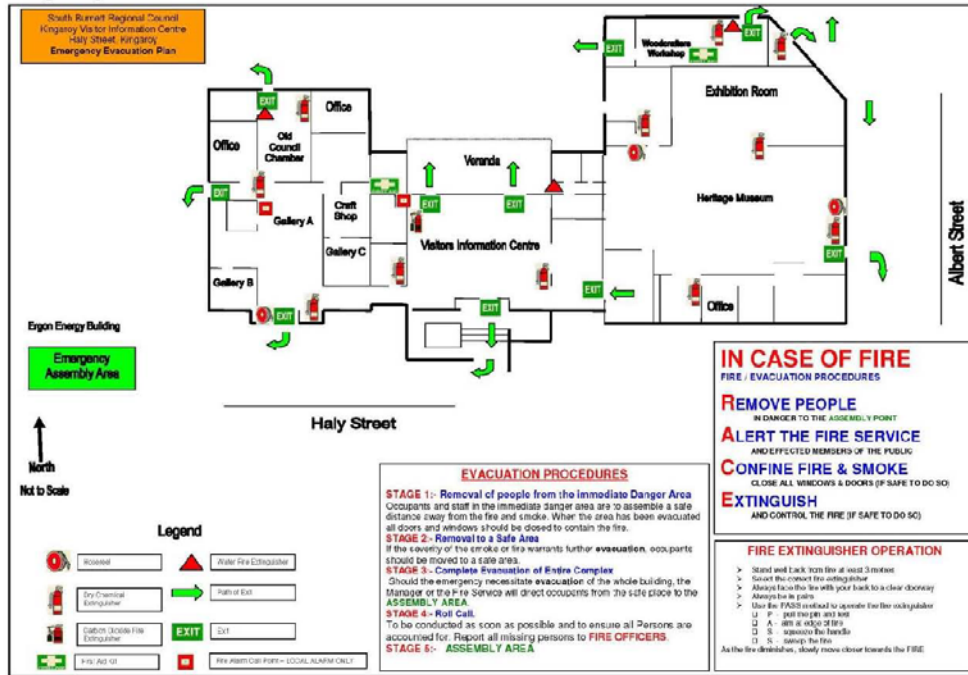 South Burnett Regional Council
Kingaroy Visitor Information Centre
Haly Street, Kingaroy
Emergency Evacuation Plan
EXIT
Woodcrafters
Workshop
EXIT
EXIT
Exhibition Room
Office
Office
Old
Council
Chamber
Veranda
EXIT
EXIT
EXIT
Craft
Shop
Gallery A
Heritage Museum
Visitors Information Centre
Gallery C
EXIT
Gallery B
EXIT
EXIT
EXIT
Office
Albert Street
Ergon Energy Building
Emergency
Assembly Area
Haly Street
North
Not to Scale
Legend
Hosereel
Water Fire Extinguisher
Dry Chemical
Extinguisher
Path of Exit
Carbon Dioxide Fire
Extinguisher
EXIT
Exit
First Aid Kit
Fire Alarm Call Point – LOCAL ALARM ONLY
EVACUATION PROCEDURES
STAGE 1:- Removal of people from the immediate Danger Area
Occupants and staff in the immediate danger area are to assemble a safe
distance away from the fire and smoke. When the area has been evacuated
all doors and windows should be closed to contain the fire.
STAGE 2:- Removal to a Safe Area
If the severity of the smoke or fire warrants further evacuation, occupants
should be moved to a safe area.
STAGE 3:- Complete Evacuation of Entire Complex
Should the emergency necessitate evacuation of the whole building, the
Manager or the Fire Service will direct occupants from the safe place to the
ASSEMBLY AREA.
STAGE 4:- Roll Call.
To be conducted as soon as possible and to ensure all Persons are
accounted for. Report all missing persons to FIRE OFFICERS.
STAGE 5:- ASSEMBLY AREA
IN CASE OF FIRE
FIRE / EVACUATION PROCEDURES
REMOVE PEOPLE
IN DANGER TO THE ASSEMBLY POINT
ALERT THE FIRE SERVICE
AND EFFECTED MEMBERS OF THE PUBLIC
CONFINE FIRE & SMOKE
CLOSE ALL WINDOWS & DOORS (IF SAFE TO DO SO)
EXTINGUISH
AND CONTROL THE FIRE (IF SAFE TO DO SO)
FIRE EXTINGUISHER OPERATION
Stand well back from fire at least 3 metres
Select the correct fire extinguisher
Always face the fire with your back to a clear doorway
Always be in pairs
Use the PASS method to operate the fire extinguisher
P - pull the pin and test
A - aim at edge of fire
S - squeeze the handle
S - sweep the fire
As the fire diminishes, slowly move closer towards the FIRE